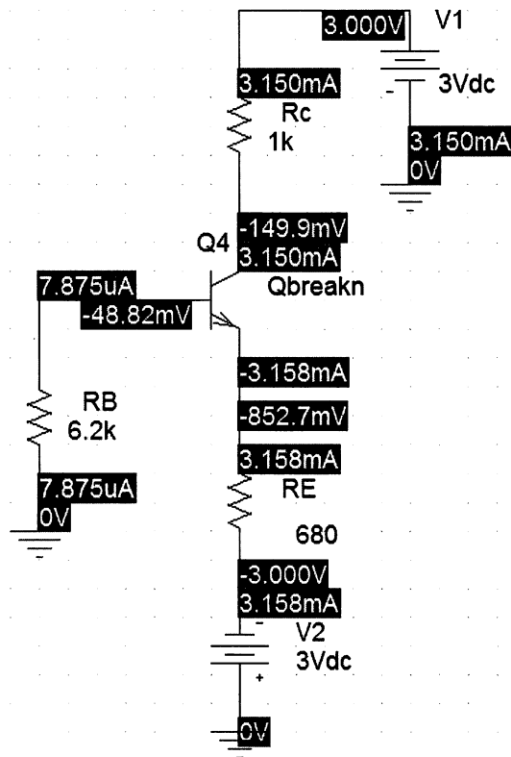 3.000V
V1
3Vdc
-
3.150mA
Rc
1k
3.150mA
0V
-149.9mV
Q4
3.150mA
Qbreakn
7.875uA
-48.82mV
-3.158mA
RB
6.2k
-852.7mV
3.158mA
RE
7.875uA
0V
680
-3.000V
3.158mA
-
V2
3Vdc
+
0V